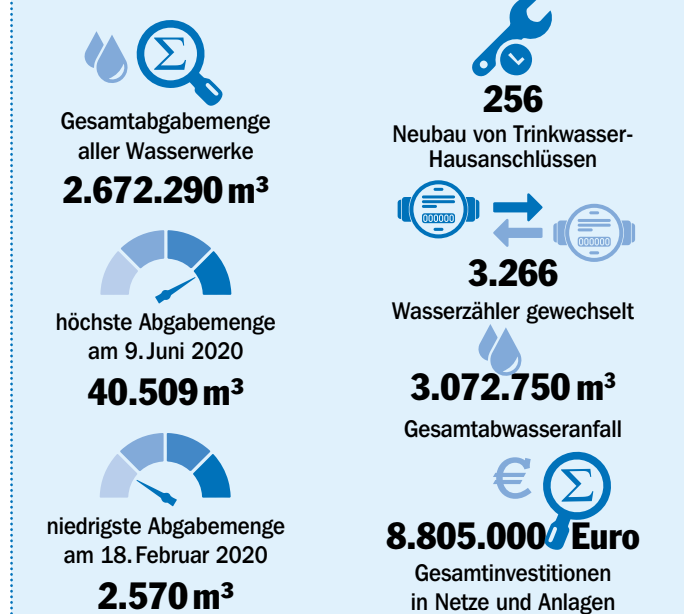 Gesamtabgabemenge
aller Wasserwerke
2.672.290 m³
höchste Abgabemenge
am 9. Juni 2020
40.509 m³
niedrigste Abgabemenge
am 18. Februar 2020
2.570 m³
256
Neubau von Trinkwasser-
Hausanschlüssen
000000
000000
3.266
Wasserzähler gewechselt
3.072.750 m³
Gesamtabwasseranfall
€
Σ
8.805.000 Euro
Gesamtinvestitionen
in Netze und Anlagen